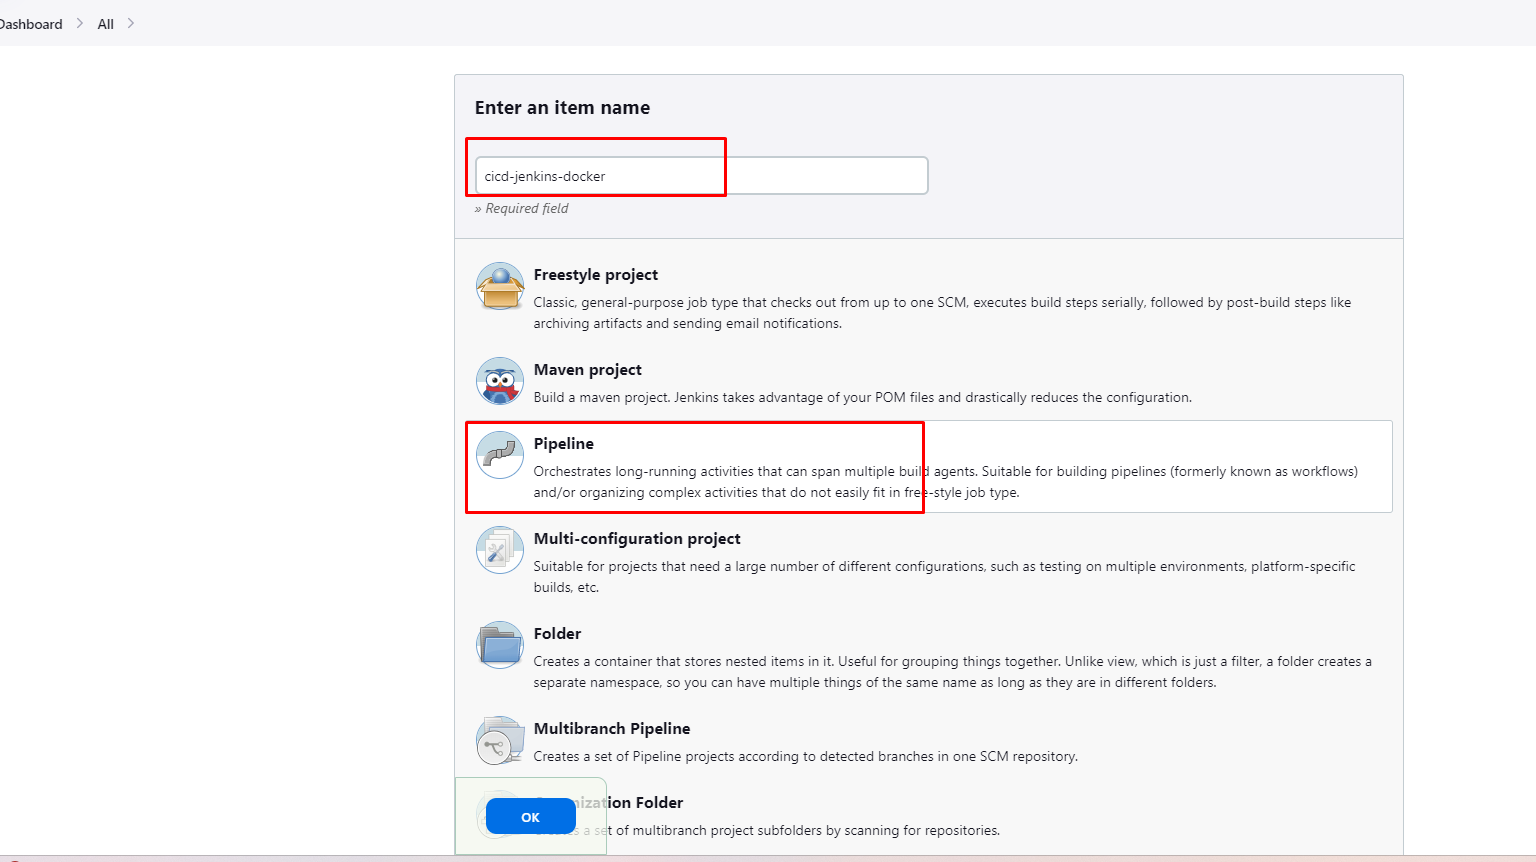 Dashboard > All >
Enter an item name
cicd-jenkins-docker
» Required field
Freestyle project
Classic, general-purpose job type that checks out from up to one SCM, executes build steps serially, followed by post-build steps like
archiving artifacts and sending email notifications.
Maven project
Build a maven project. Jenkins takes advantage of your POM files and drastically reduces the configuration.
Pipeline
Orchestrates long-running activities that can span multiple build agents. Suitable for building pipelines (formerly known as workflows)
and/or organizing complex activities that do not easily fit in free-style job type.
Multi-configuration project
Suitable for projects that need a large number of different configurations, such as testing on multiple environments, platform-specific
builds, etc.
Folder
Creates a container that stores nested items in it. Useful for grouping things together. Unlike view, which is just a filter, a folder creates a
separate namespace, so you can have multiple things of the same name as long as they are in different folders.
Multibranch Pipeline
Creates a set of Pipeline projects according to detected branches in one SCM repository.
Organization Folder
OK
Creates a set of multibranch project subfolders by scanning for repositories.